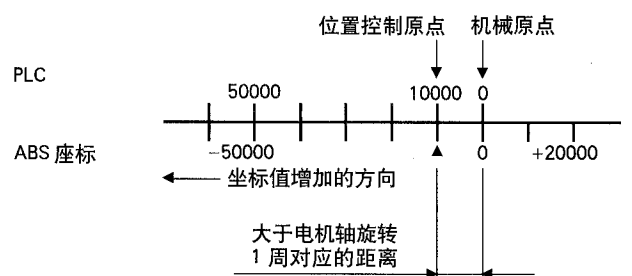 位置控制原点 机械原点
PLC 50000 10000 0
ABS 座标 -50000 0 +20000
坐标值增加的方向
大于电机轴旋转
1 周对应的距离